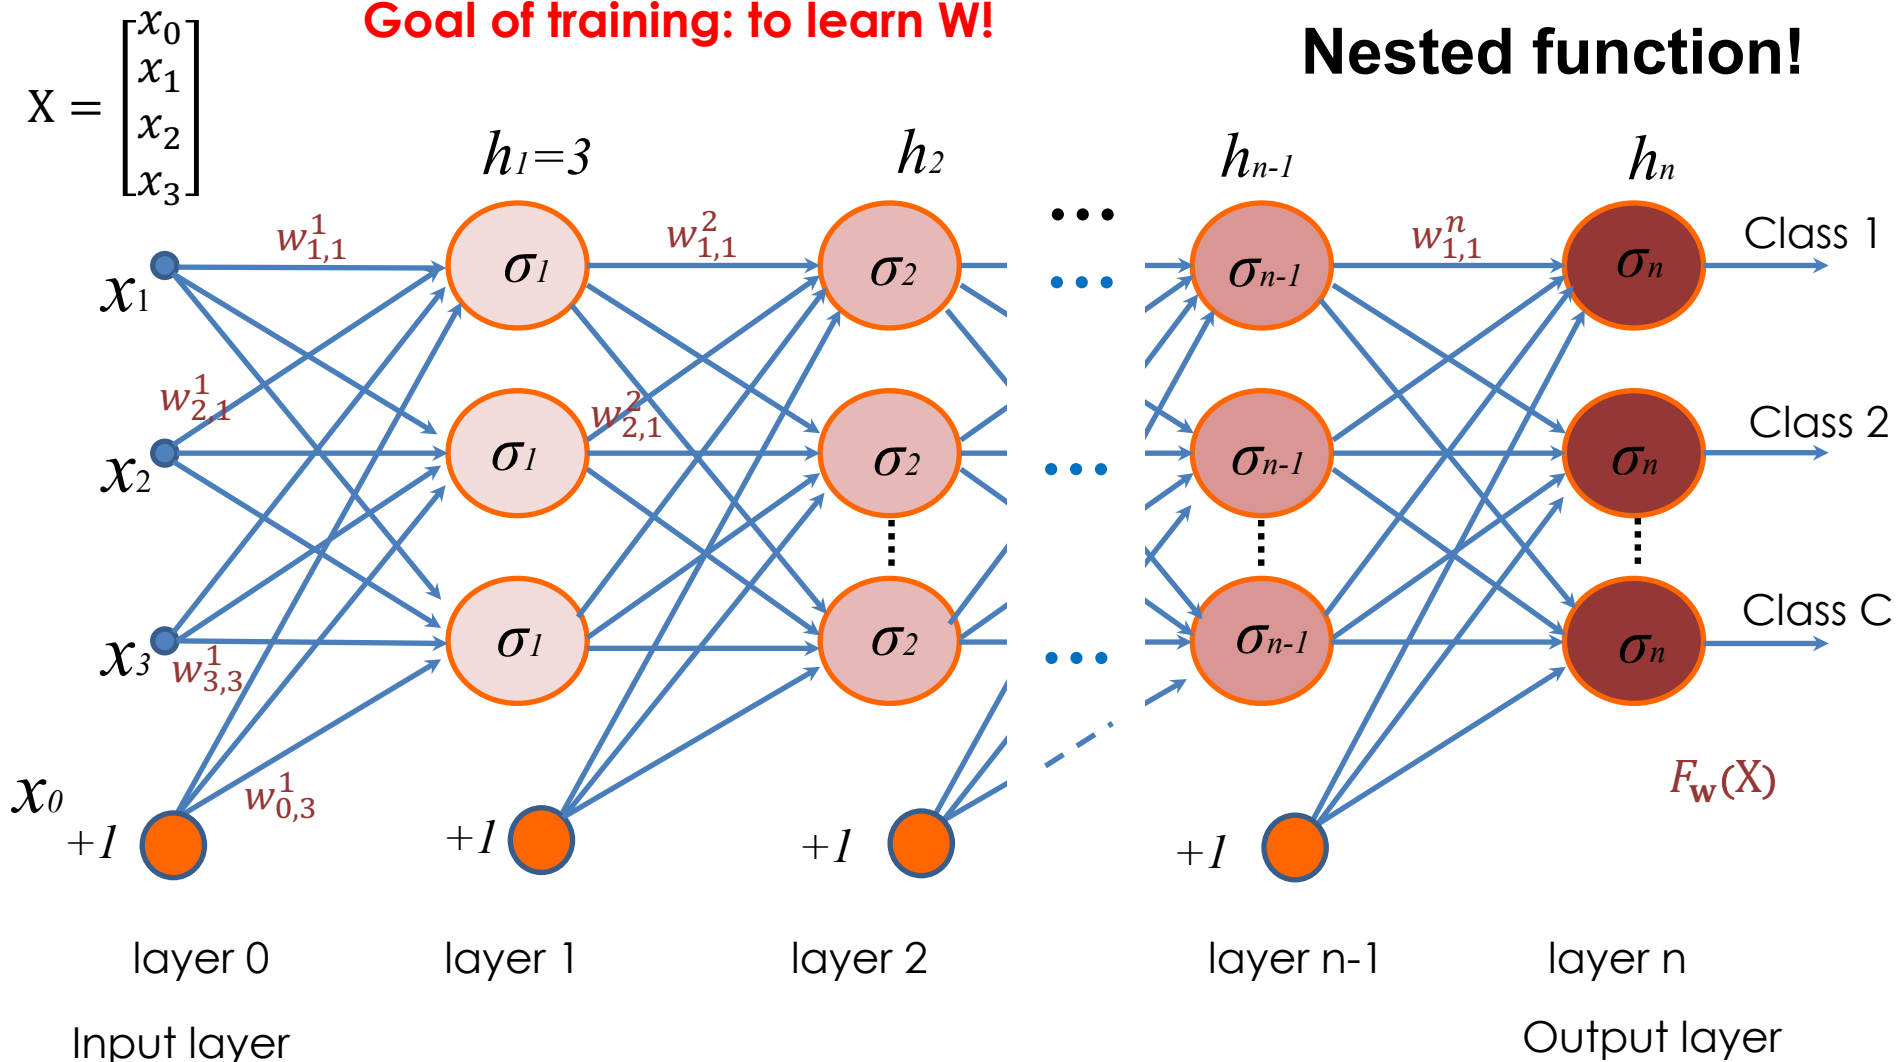 Goal of training: to learn W!
Nested function!
X = [x₀ x₁ x₂ x₃]
h₁=3
h₂
hₙ₋₁
hₙ
... 
w¹₁,₁
w²₁,₁
wⁿ₁,₁
Class 1
x₁
σ₁
σ₂
...
σₙ₋₁
σₙ
w¹₂,₁
w²₂,₁
Class 2
x₂
σ₁
σ₂
...
σₙ₋₁
σₙ
Class C
x₃
w¹₃,₃
σ₁
σ₂
...
σₙ₋₁
σₙ
x₀
w¹₀,₃
F_w(X)
+1
+1
+1
+1
layer 0
layer 1
layer 2
layer n-1
layer n
Input layer
Output layer